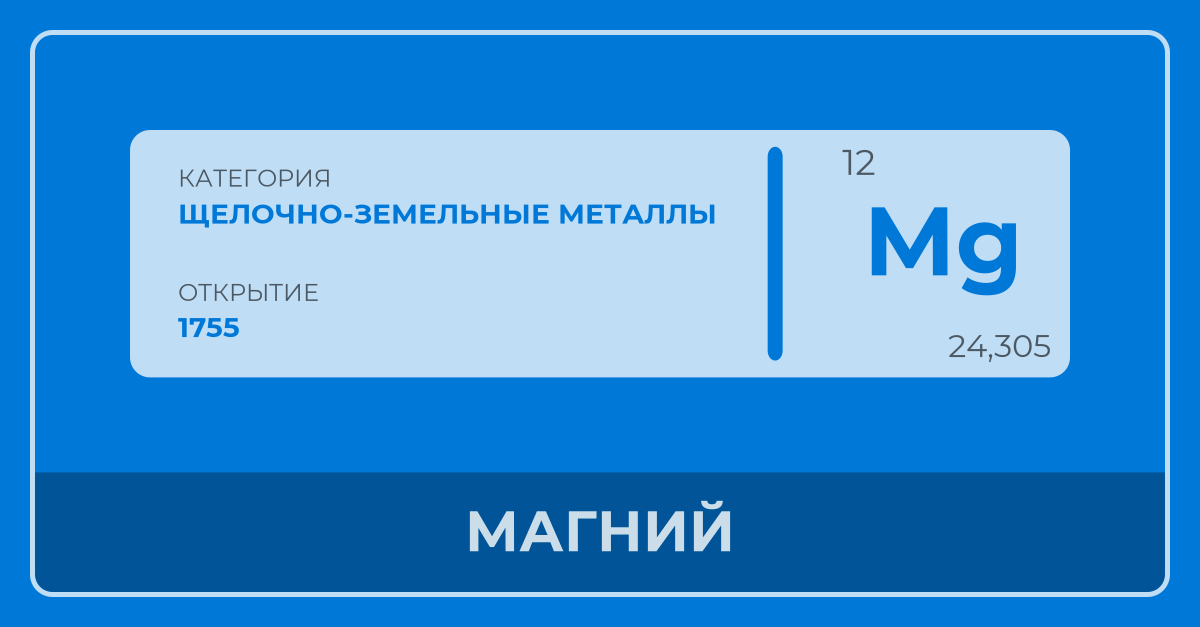 КАТЕГОРИЯ
ЩЕЛОЧНО-ЗЕМЕЛЬНЫЕ МЕТАЛЛЫ
ОТКРЫТИЕ
1755
12
Mg
24,305
МАГНИЙ